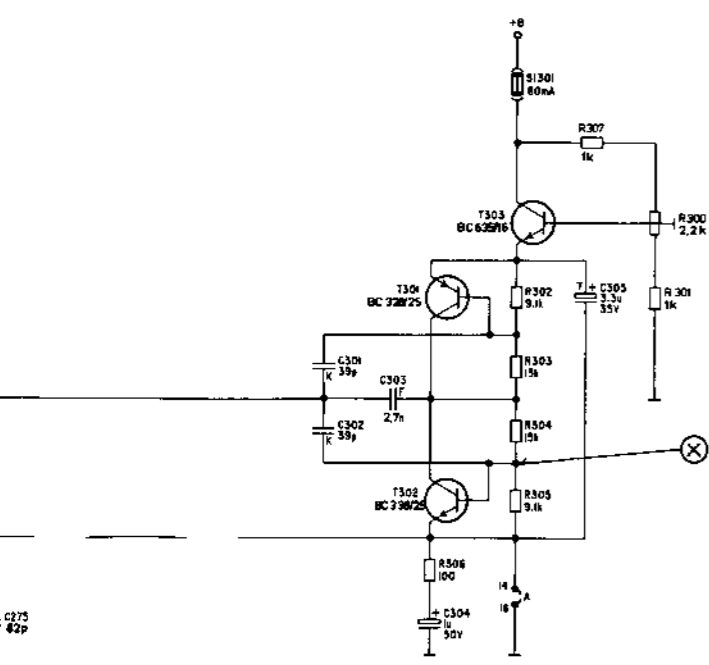 +B
S1301
80mA
R307
1k
T303
BC 635/16
R300
2,2k
T301
BC 328/25
R302
9.1k
C305
3.3u
35V
R301
1k
C301
K 39p
R303
15k
C303
F
2,7n
C302
K 39p
R304
15k
T302
BC 338/25
R305
9.1k
R306
100
14
A
16
C304
1u
50V
C275
82p